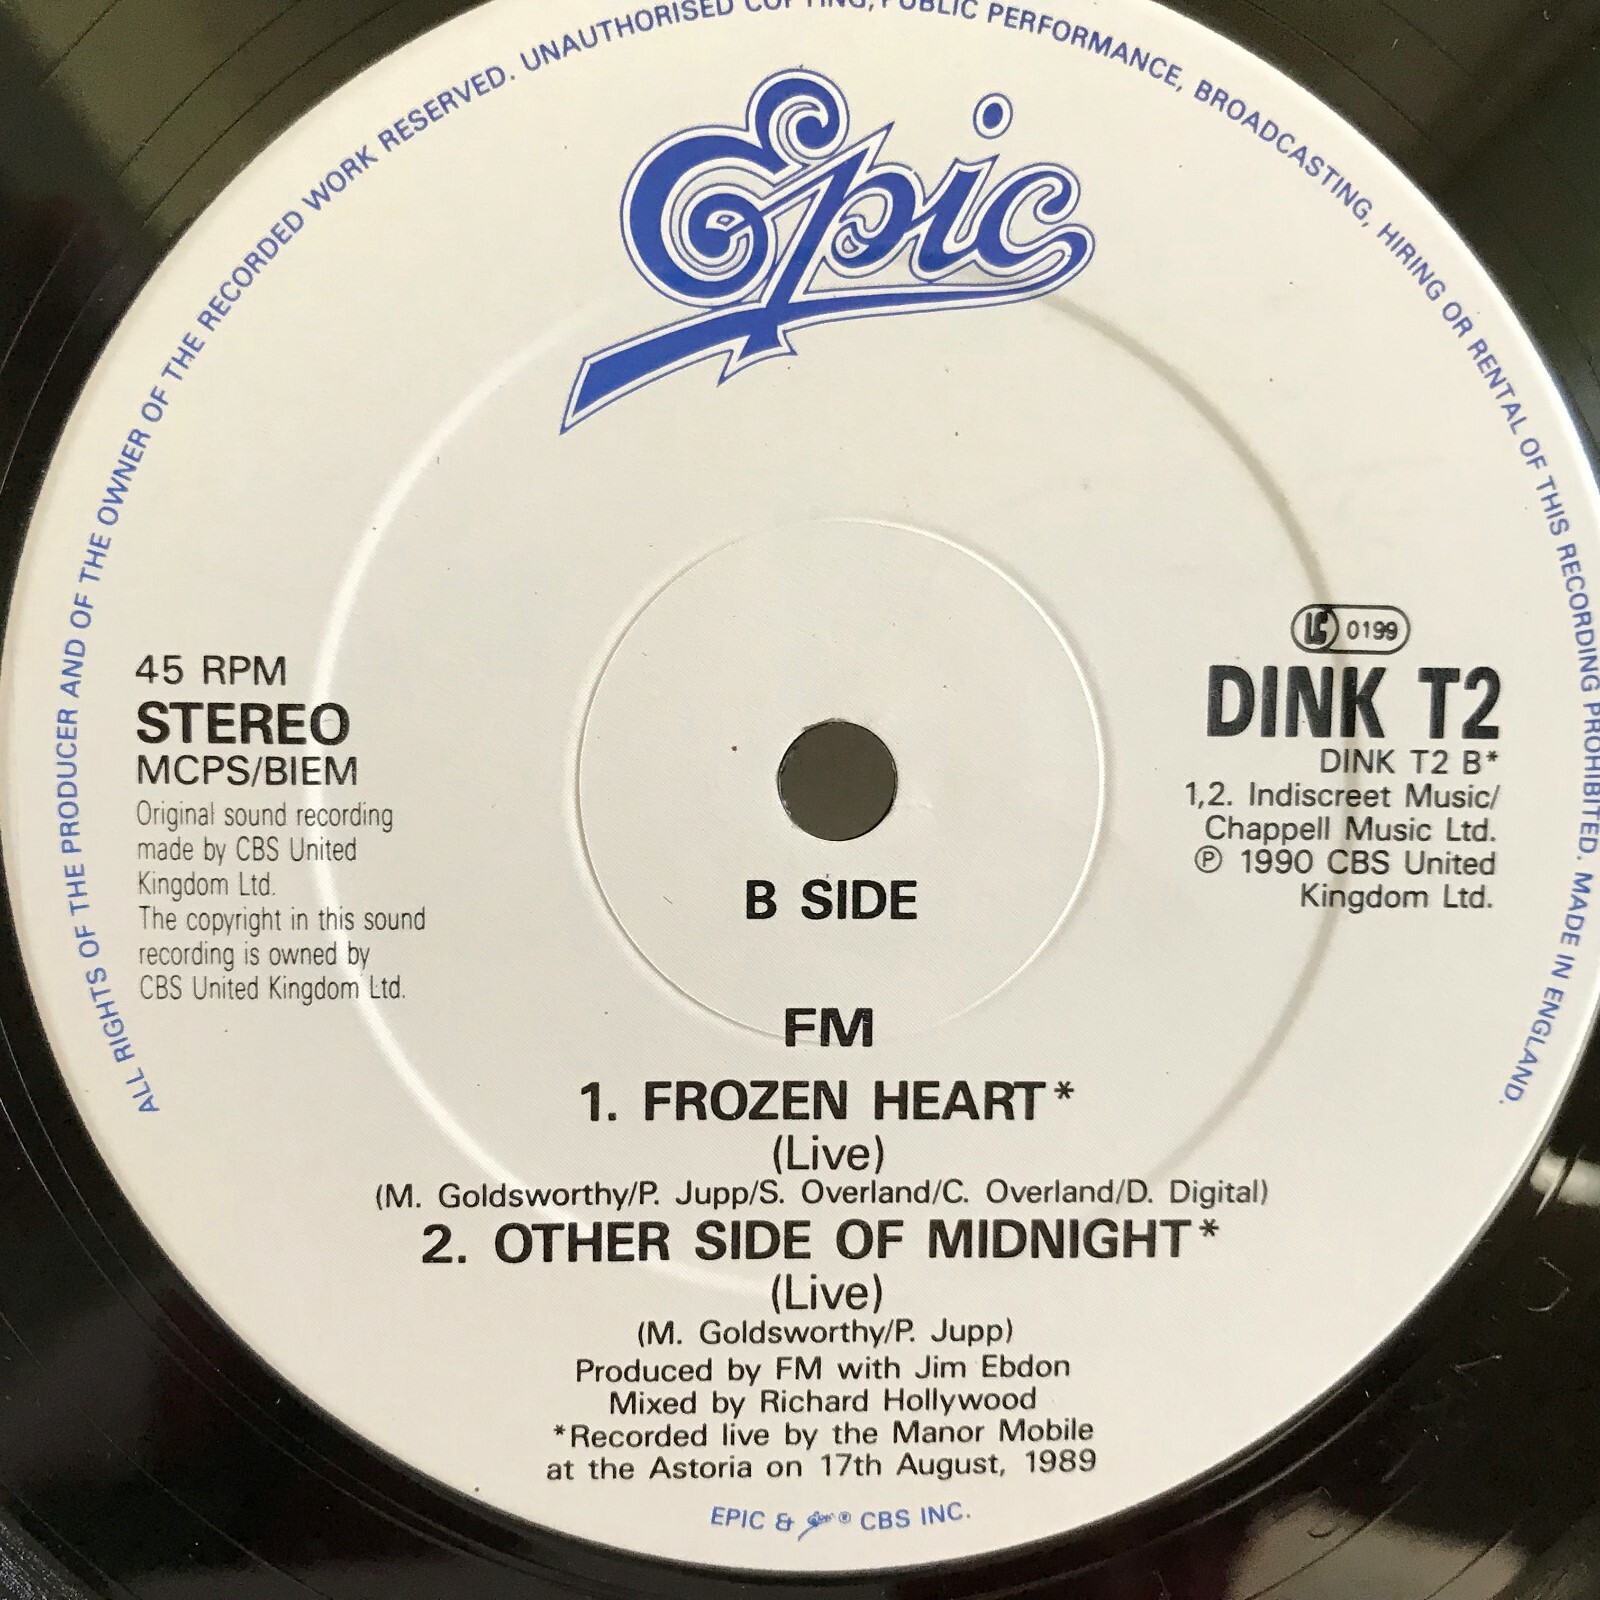 ALL RIGHTS OF THE PRODUCER AND OF THE OWNER OF THE RECORDED WORK RESERVED. UNAUTHORISED COPYING, PUBLIC PERFORMANCE, BROADCASTING, HIRING OR RENTAL OF THIS RECORDING PROHIBITED. MADE IN ENGLAND.
Epic
45 RPM
STEREO
MCPS/BIEM
Original sound recording
made by CBS United
Kingdom Ltd.
The copyright in this sound
recording is owned by
CBS United Kingdom Ltd.
LC 0199
DINK T2
DINK T2 B*
1,2. Indiscreet Music/
Chappell Music Ltd.
℗ 1990 CBS United
Kingdom Ltd.
B SIDE
FM
1. FROZEN HEART*
(Live)
(M. Goldsworthy/P. Jupp/S. Overland/C. Overland/D. Digital)
2. OTHER SIDE OF MIDNIGHT*
(Live)
(M. Goldsworthy/P. Jupp)
Produced by FM with Jim Ebdon
Mixed by Richard Hollywood
*Recorded live by the Manor Mobile
at the Astoria on 17th August, 1989
EPIC & Epic ® CBS INC.